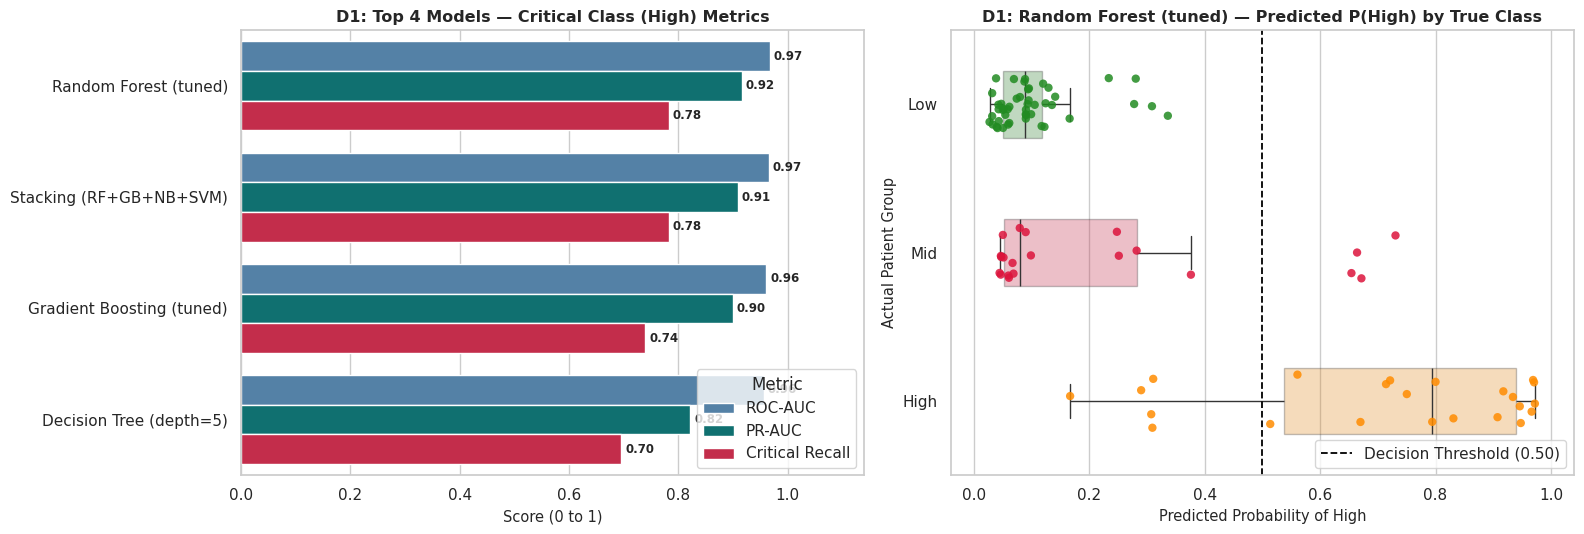 D1: Top 4 Models — Critical Class (High) Metrics
Random Forest (tuned)
0.97
0.92
0.78
Stacking (RF+GB+NB+SVM)
0.97
0.91
0.78
Gradient Boosting (tuned)
0.96
0.90
0.74
Decision Tree (depth=5)
0.82
0.70
Metric
ROC-AUC
PR-AUC
Critical Recall
0.0 0.2 0.4 0.6 0.8 1.0
Score (0 to 1)
D1: Random Forest (tuned) — Predicted P(High) by True Class
Actual Patient Group
Low
Mid
High
Decision Threshold (0.50)
0.0 0.2 0.4 0.6 0.8 1.0
Predicted Probability of High